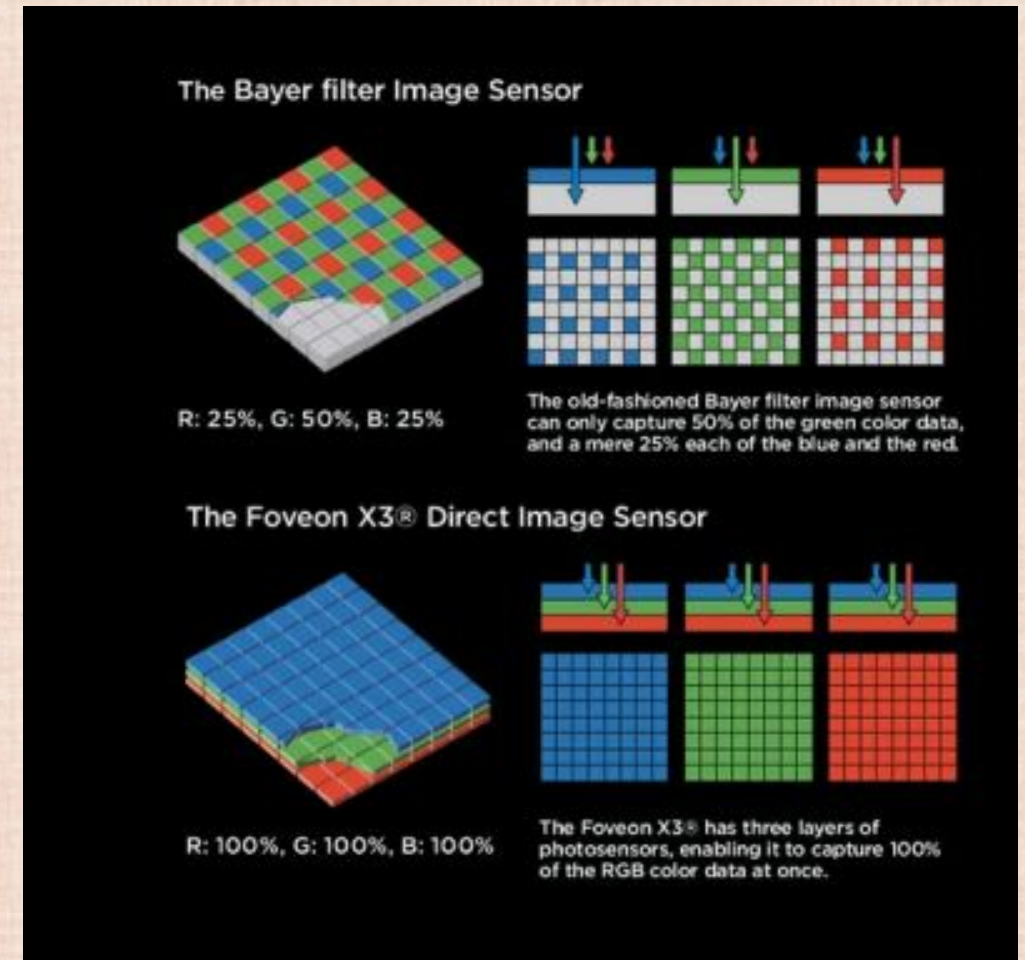 The Bayer filter Image Sensor
R: 25%, G: 50%, B: 25%
The old-fashioned Bayer filter image sensor
can only capture 50% of the green color data,
and a mere 25% each of the blue and the red.
The Foveon X3® Direct Image Sensor
R: 100%, G: 100%, B: 100%
The Foveon X3® has three layers of
photosensors, enabling it to capture 100%
of the RGB color data at once.